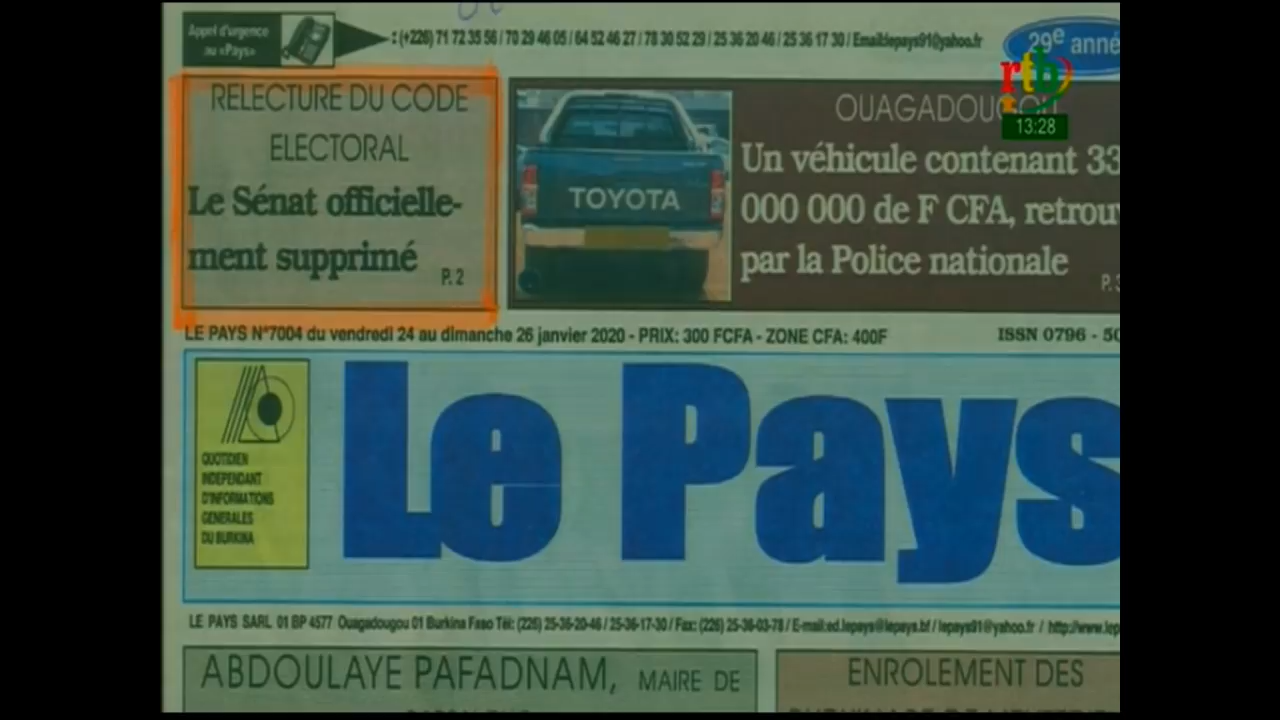 Appel d'urgence
au «Pays»
: (+226) 71 72 35 56 / 70 29 46 05 / 64 52 46 27 / 78 30 52 29 / 25 36 20 46 / 25 36 17 30 / Email:lepays91@yahoo.fr
29e anné
rtb
13:28
RELECTURE DU CODE
ELECTORAL
Le Sénat officielle-
ment supprimé
P. 2
TOYOTA
OUAGADOUGOU
Un véhicule contenant 33
000 000 de F CFA, retrou
par la Police nationale
P. 3
LE PAYS N°7004 du vendredi 24 au dimanche 26 janvier 2020 - PRIX: 300 FCFA - ZONE CFA: 400F
ISSN 0796 - 50
QUOTIDIEN
INDEPENDANT
D'INFORMATIONS
GENERALES
DU BURKINA
Le Pays
LE PAYS SARL 01 BP 4577 Ouagadougou 01 Burkina Faso Tél: (226) 25-36-20-46 / 25-36-17-30 / Fax: (226) 25-36-03-78 / E-mail:ed.lepays@lepays.bf / lepays91@yahoo.fr / http://www.lep
ABDOULAYE PAFADNAM, MAIRE DE
ENROLEMENT DES